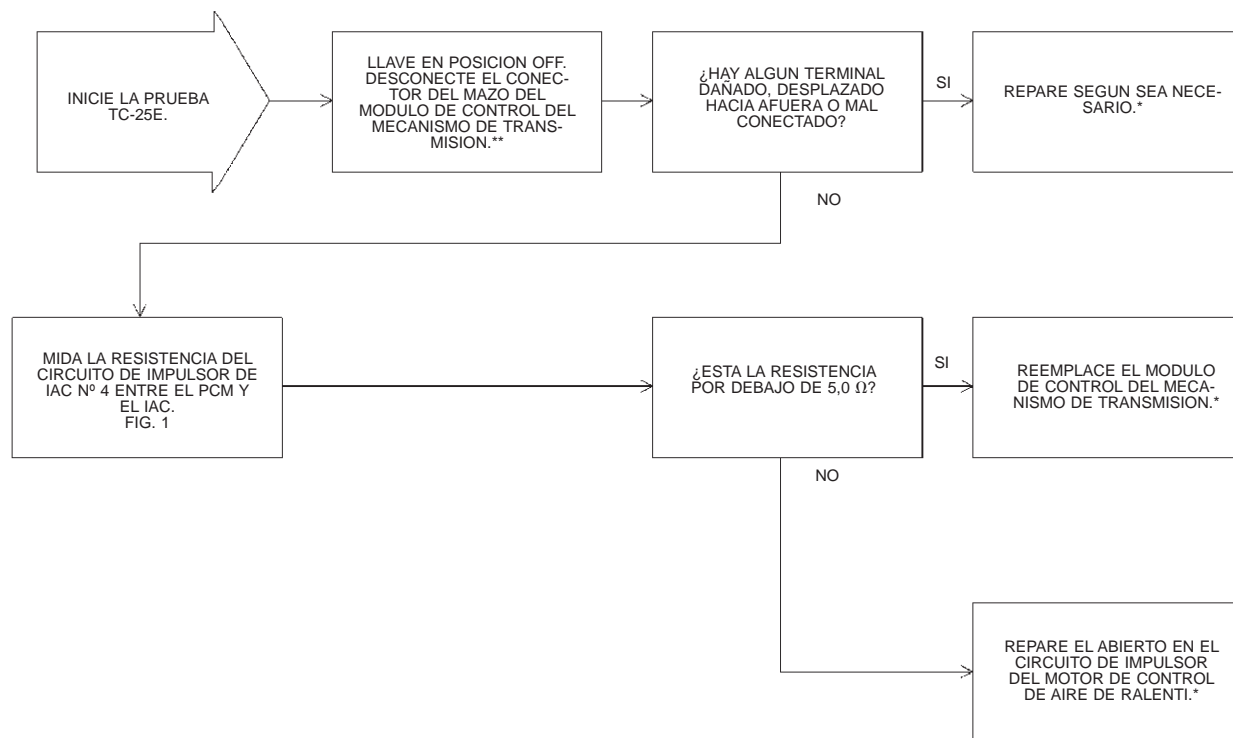 INICIE LA PRUEBA
TC-25E.
LLAVE EN POSICION OFF.
DESCONECTE EL CONEC-
TOR DEL MAZO DEL
MODULO DE CONTROL DEL
MECANISMO DE TRANS-
MISION.**
¿HAY ALGUN TERMINAL
DAÑADO, DESPLAZADO
HACIA AFUERA O MAL
CONECTADO?
SI
REPARE SEGUN SEA NECE-
SARIO.*
NO
MIDA LA RESISTENCIA DEL
CIRCUITO DE IMPULSOR DE
IAC Nº 4 ENTRE EL PCM Y
EL IAC.
FIG. 1
¿ESTA LA RESISTENCIA
POR DEBAJO DE 5,0 Ω?
SI
REEMPLACE EL MODULO
DE CONTROL DEL MECA-
NISMO DE TRANSMISION.*
NO
REPARE EL ABIERTO EN EL
CIRCUITO DE IMPULSOR
DEL MOTOR DE CONTROL
DE AIRE DE RALENTI.*